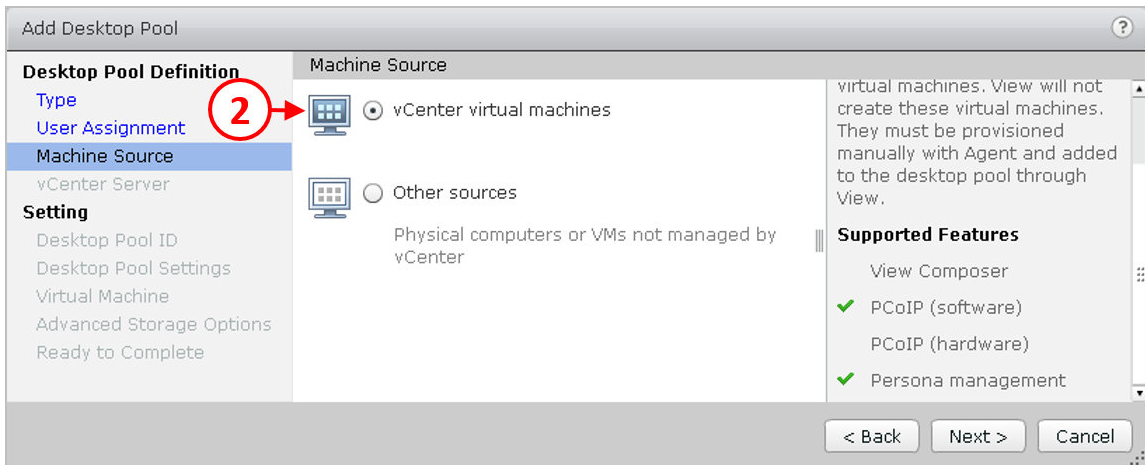 Add Desktop Pool
?
Desktop Pool Definition
Type
User Assignment
Machine Source
vCenter Server
Setting
Desktop Pool ID
Desktop Pool Settings
Virtual Machine
Advanced Storage Options
Ready to Complete
Machine Source
2
vCenter virtual machines
Other sources
Physical computers or VMs not managed by
vCenter
virtual machines. View will not
create these virtual machines.
They must be provisioned
manually with Agent and added
to the desktop pool through
View.
Supported Features
View Composer
PCoIP (software)
PCoIP (hardware)
Persona management
< Back
Next >
Cancel